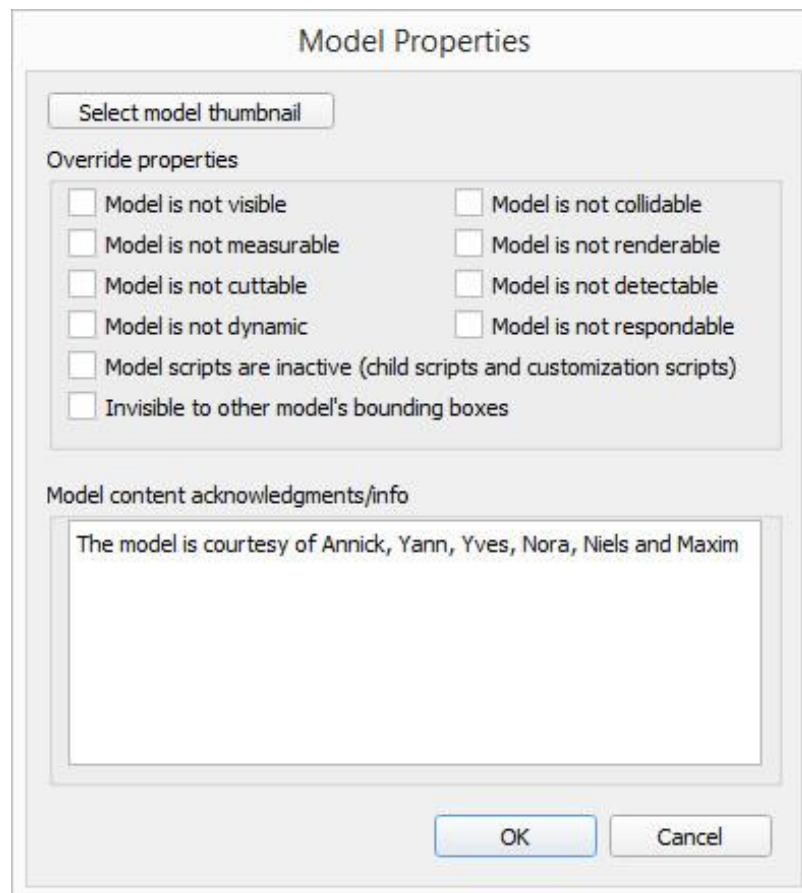 Model Properties
Select model thumbnail
Override properties
Model is not visible
Model is not collidable
Model is not measurable
Model is not renderable
Model is not cuttable
Model is not detectable
Model is not dynamic
Model is not respondable
Model scripts are inactive (child scripts and customization scripts)
Invisible to other model's bounding boxes
Model content acknowledgments/info
The model is courtesy of Annick, Yann, Yves, Nora, Niels and Maxim
OK
Cancel